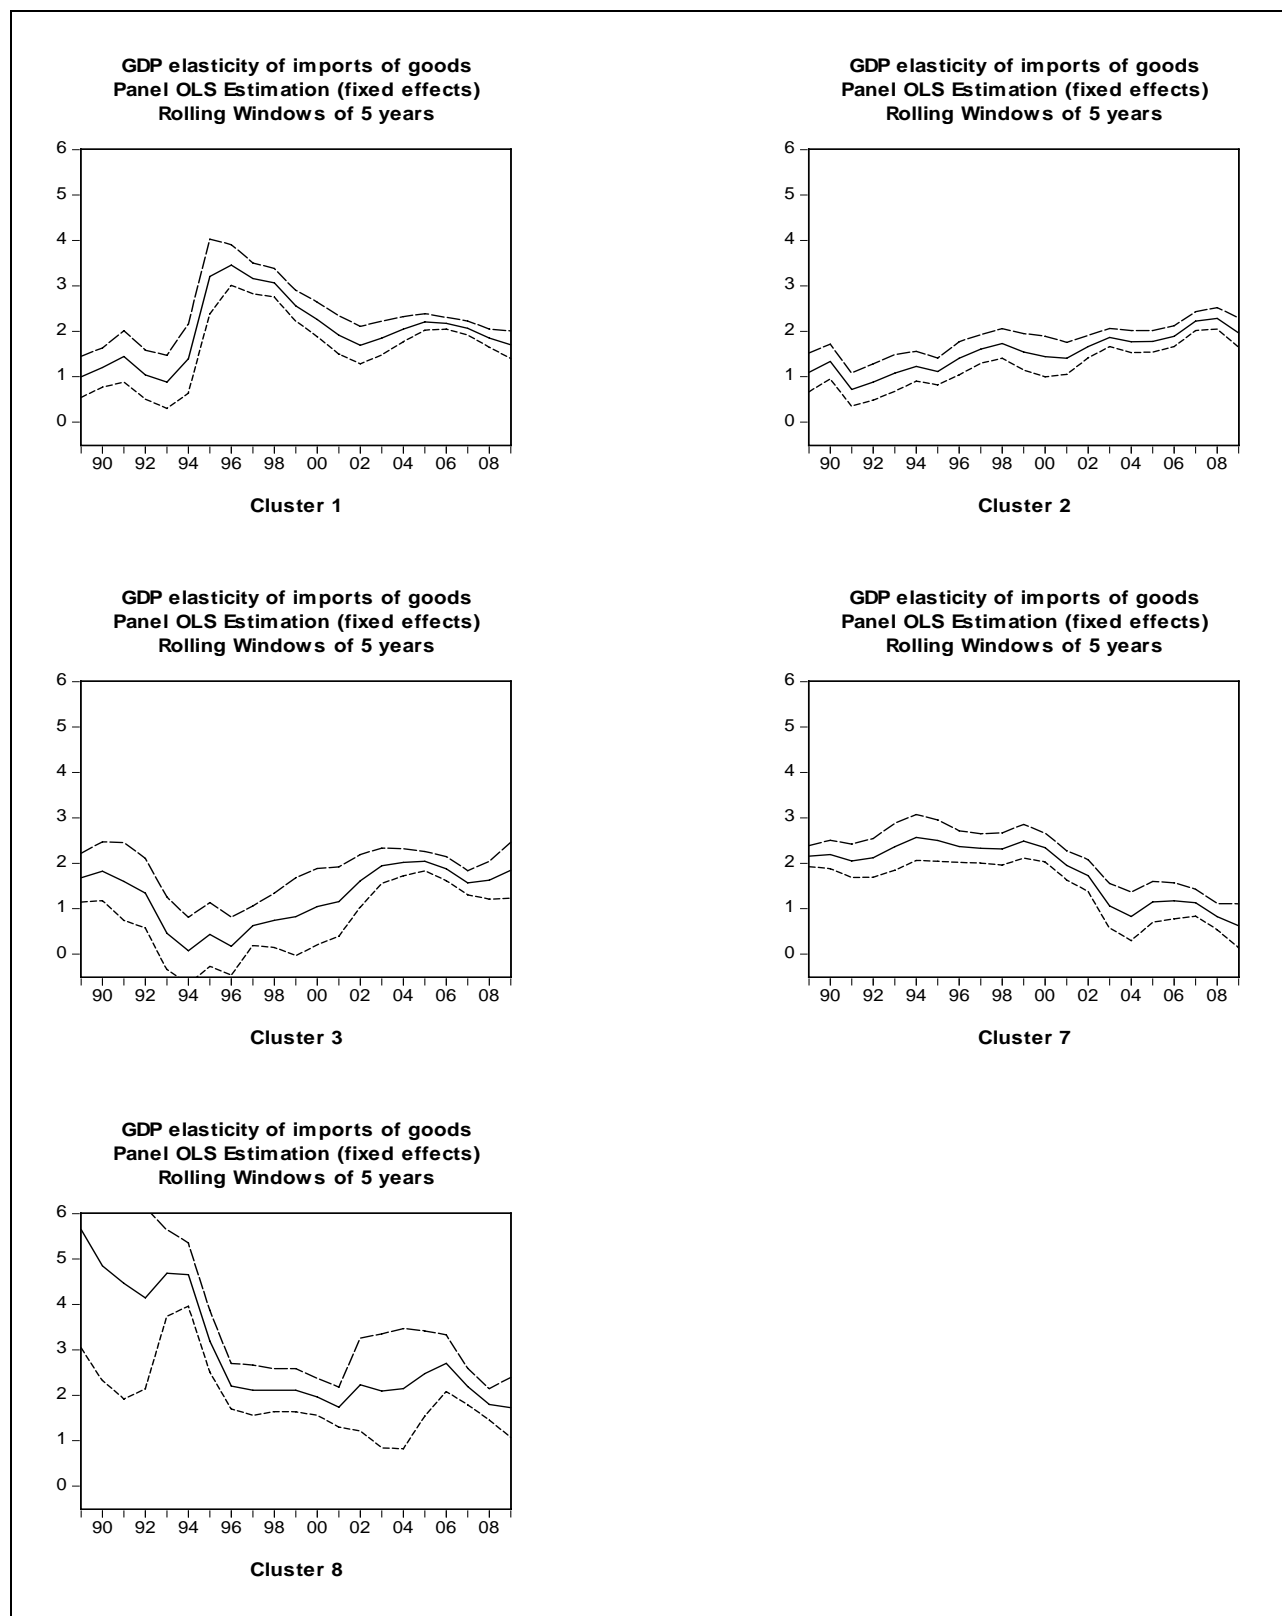 GDP elasticity of imports of goods
Panel OLS Estimation (fixed effects)
Rolling Windows of 5 years
6
5
4
3
2
1
0
90 92 94 96 98 00 02 04 06 08
Cluster 1
GDP elasticity of imports of goods
Panel OLS Estimation (fixed effects)
Rolling Windows of 5 years
6
5
4
3
2
1
0
90 92 94 96 98 00 02 04 06 08
Cluster 2
GDP elasticity of imports of goods
Panel OLS Estimation (fixed effects)
Rolling Windows of 5 years
6
5
4
3
2
1
0
90 92 94 96 98 00 02 04 06 08
Cluster 3
GDP elasticity of imports of goods
Panel OLS Estimation (fixed effects)
Rolling Windows of 5 years
6
5
4
3
2
1
0
90 92 94 96 98 00 02 04 06 08
Cluster 7
GDP elasticity of imports of goods
Panel OLS Estimation (fixed effects)
Rolling Windows of 5 years
6
5
4
3
2
1
0
90 92 94 96 98 00 02 04 06 08
Cluster 8